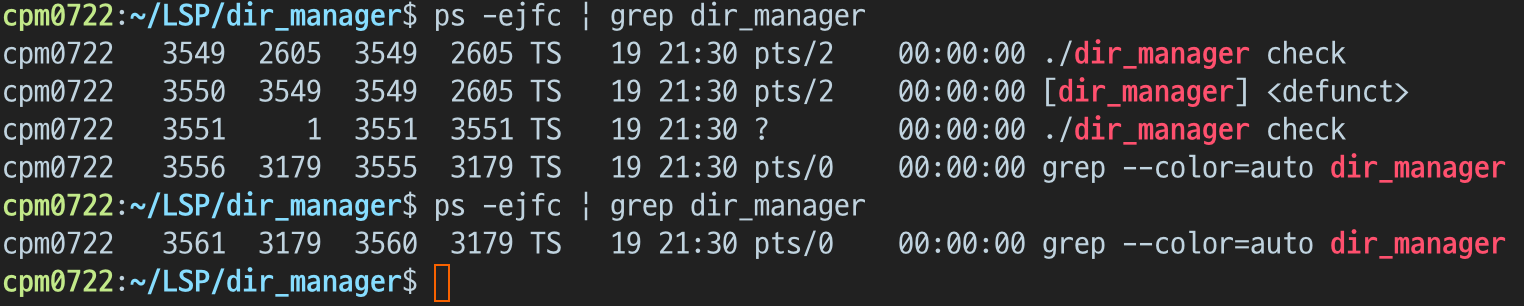 cpm0722:~/LSP/dir_manager$ ps -ejfc | grep dir_manager
cpm0722   3549  2605  3549  2605 TS   19 21:30 pts/2    00:00:00 ./dir_manager check
cpm0722   3550  3549  3549  2605 TS   19 21:30 pts/2    00:00:00 [dir_manager] <defunct>
cpm0722   3551     1  3551  3551 TS   19 21:30 ?        00:00:00 ./dir_manager check
cpm0722   3556  3179  3555  3179 TS   19 21:30 pts/0    00:00:00 grep --color=auto dir_manager
cpm0722:~/LSP/dir_manager$ ps -ejfc | grep dir_manager
cpm0722   3561  3179  3560  3179 TS   19 21:30 pts/0    00:00:00 grep --color=auto dir_manager
cpm0722:~/LSP/dir_manager$